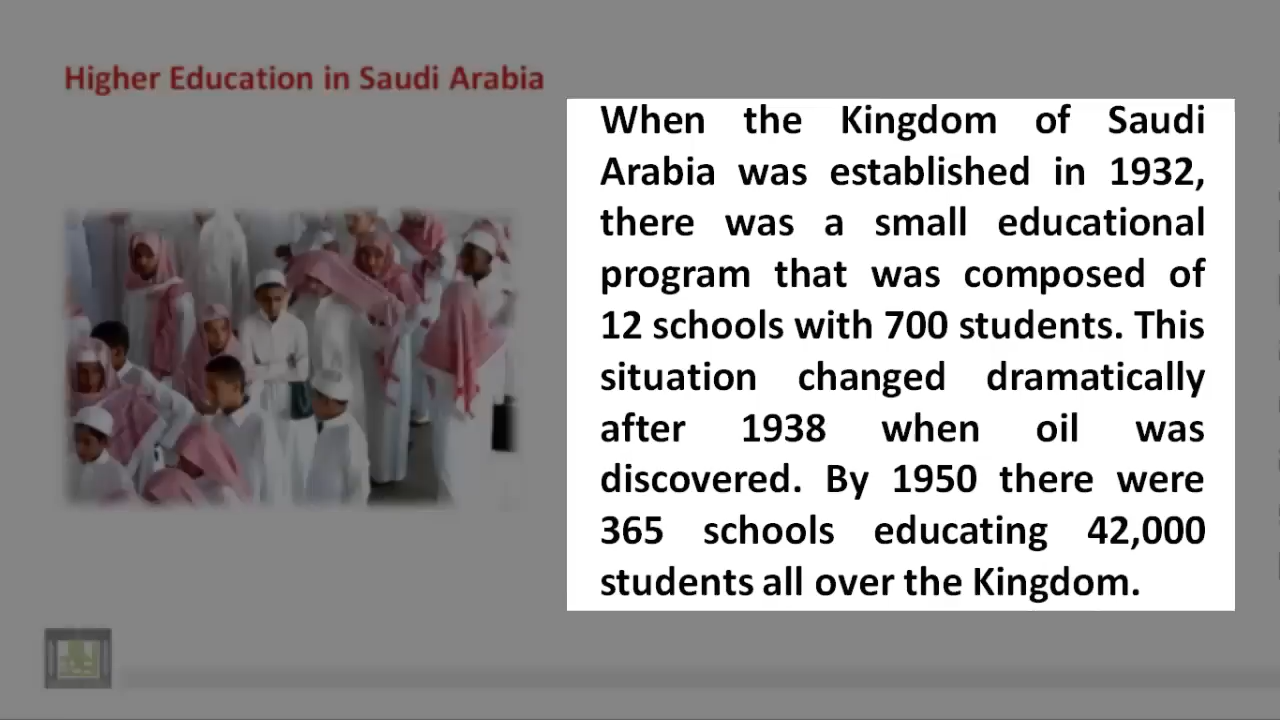 Higher Education in Saudi Arabia
When the Kingdom of Saudi
Arabia was established in 1932,
there was a small educational
program that was composed of
12 schools with 700 students. This
situation changed dramatically
after 1938 when oil was
discovered. By 1950 there were
365 schools educating 42,000
students all over the Kingdom.